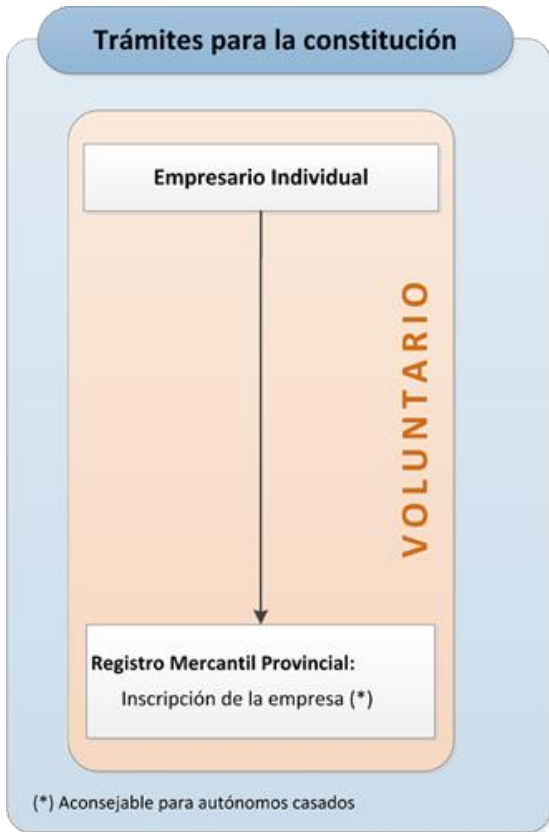 Trámites para la constitución
Empresario Individual
VOLUNTARIO
Registro Mercantil Provincial:
Inscripción de la empresa (*)
(*) Aconsejable para autónomos casados